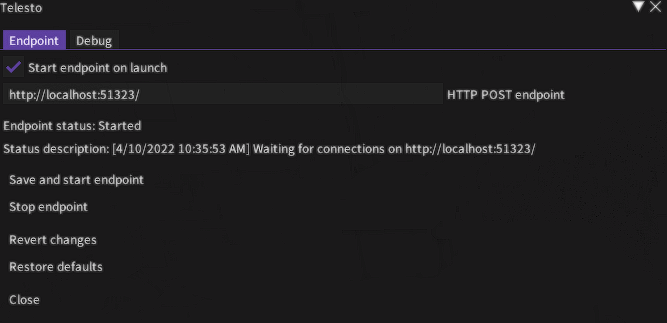 Telesto
Endpoint Debug
Start endpoint on launch
http://localhost:51323/ HTTP POST endpoint
Endpoint status: Started
Status description: [4/10/2022 10:35:53 AM] Waiting for connections on http://localhost:51323/
Save and start endpoint
Stop endpoint
Revert changes
Restore defaults
Close